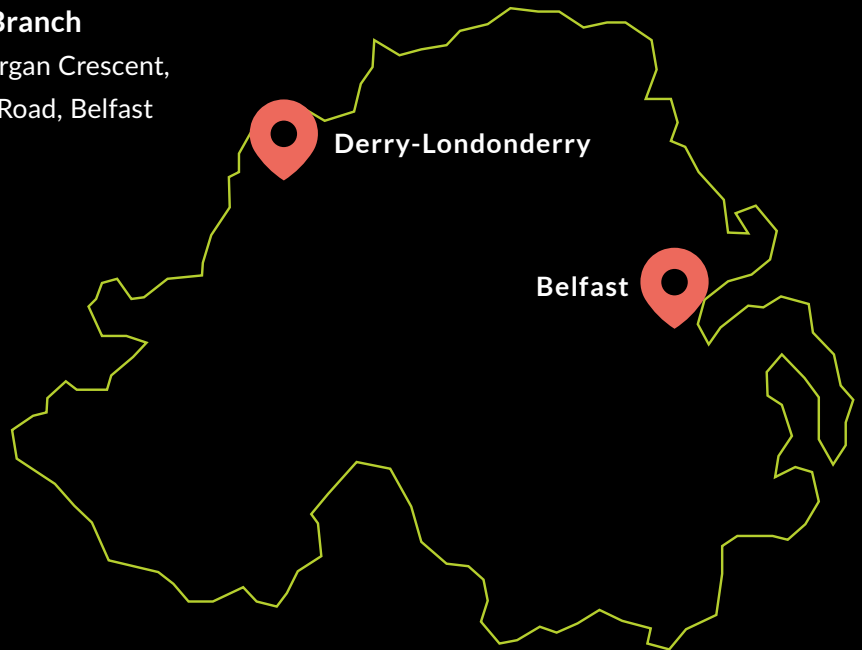 Branch
rgan Crescent,
Road, Belfast
Derry-Londonderry
Belfast